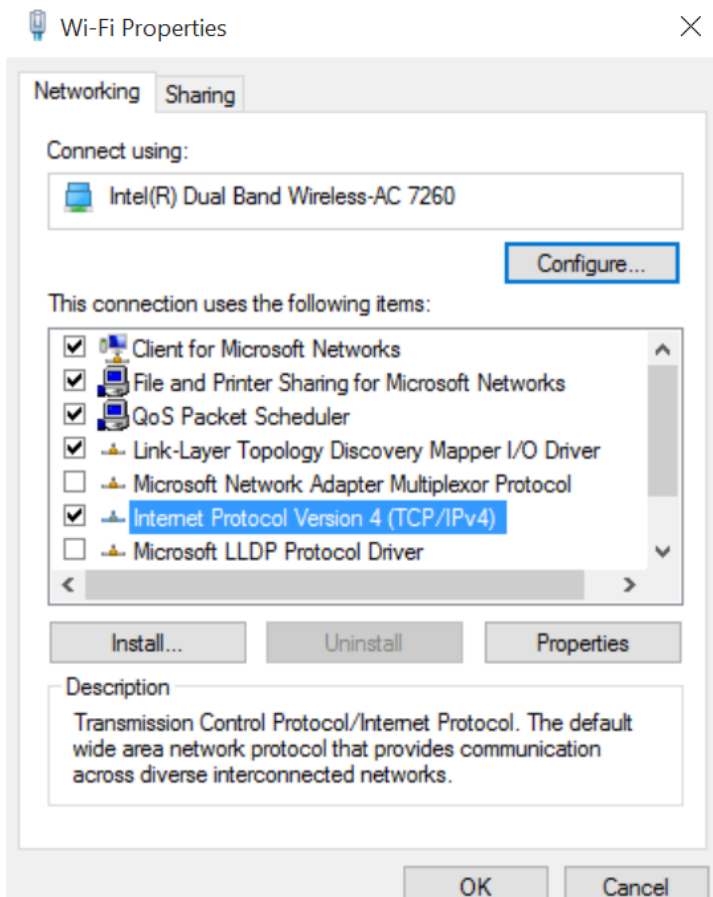 Wi-Fi Properties
Networking
Sharing
Connect using:
Intel(R) Dual Band Wireless-AC 7260
Configure...
This connection uses the following items:
Client for Microsoft Networks
File and Printer Sharing for Microsoft Networks
QoS Packet Scheduler
Link-Layer Topology Discovery Mapper I/O Driver
Microsoft Network Adapter Multiplexor Protocol
Internet Protocol Version 4 (TCP/IPv4)
Microsoft LLDP Protocol Driver
Install...
Uninstall
Properties
Description
Transmission Control Protocol/Internet Protocol. The default
wide area network protocol that provides communication
across diverse interconnected networks.
OK
Cancel